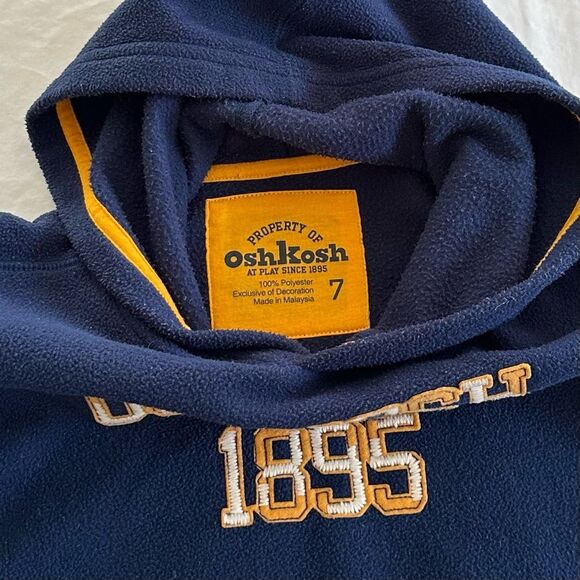 PROPERTY OF
oshkosh
AT PLAY SINCE 1895
100% Polyester
Exclusive of Decoration
Made in Malaysia
7
1895